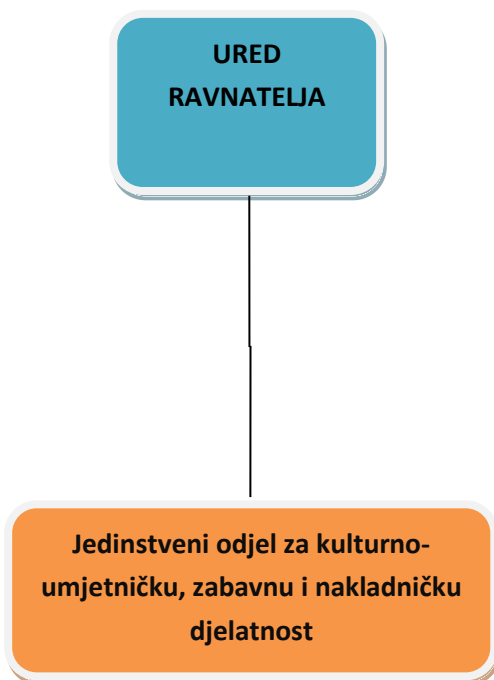 URED
RAVNATELJA
Jedinstveni odjel za kulturno-
umjetničku, zabavnu i nakladničku
djelatnost